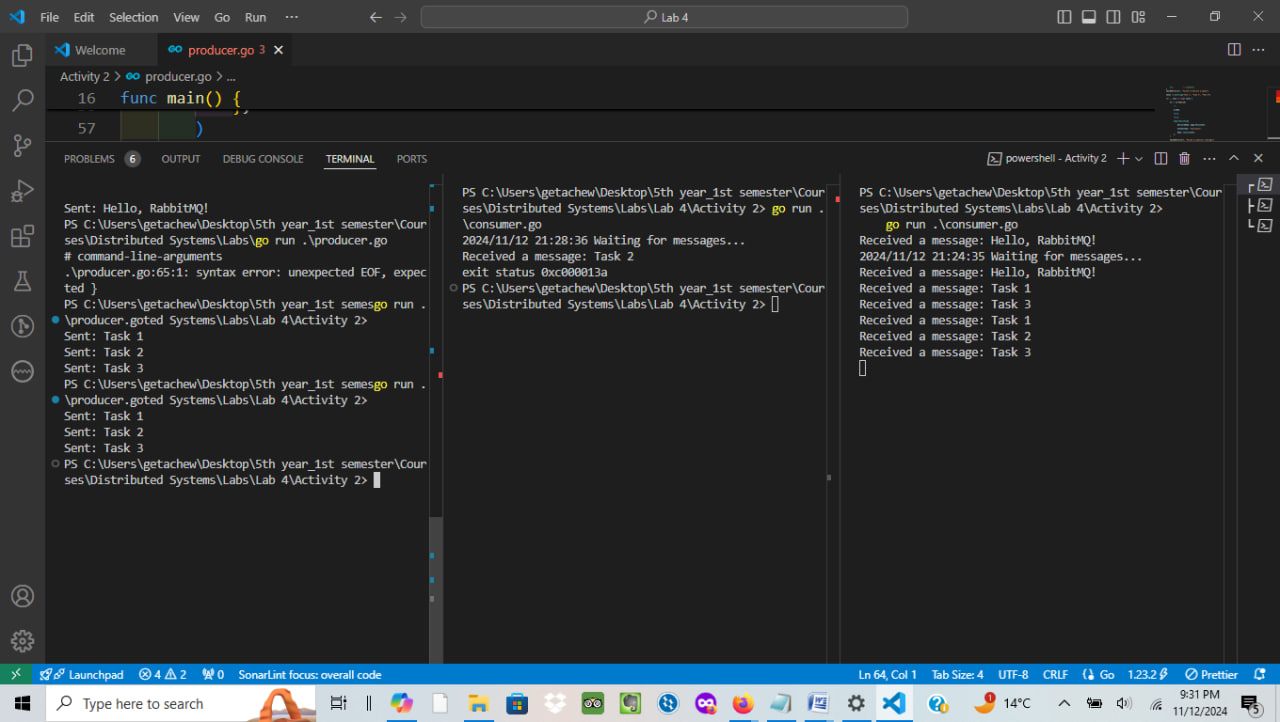 File Edit Selection View Go Run ··· Lab 4
Welcome producer.go 3
Activity 2 > producer.go > ...
16 func main() {
57 )
PROBLEMS 6 OUTPUT DEBUG CONSOLE TERMINAL PORTS powershell - Activity 2
Sent: Hello, RabbitMQ!
PS C:\Users\getachew\Desktop\5th year_1st semester\Cour
ses\Distributed Systems\Labs\go run .\producer.go
# command-line-arguments
.\producer.go:65:1: syntax error: unexpected EOF, expec
ted }
PS C:\Users\getachew\Desktop\5th year_1st semesgo run .
\producer.goted Systems\Labs\Lab 4\Activity 2>
Sent: Task 1
Sent: Task 2
Sent: Task 3
PS C:\Users\getachew\Desktop\5th year_1st semesgo run .
\producer.goted Systems\Labs\Lab 4\Activity 2>
Sent: Task 1
Sent: Task 2
Sent: Task 3
PS C:\Users\getachew\Desktop\5th year_1st semester\Cour
ses\Distributed Systems\Labs\Lab 4\Activity 2>
PS C:\Users\getachew\Desktop\5th year_1st semester\Cour
ses\Distributed Systems\Labs\Lab 4\Activity 2> go run .
\consumer.go
2024/11/12 21:28:36 Waiting for messages...
Received a message: Task 2
exit status 0xc000013a
PS C:\Users\getachew\Desktop\5th year_1st semester\Cour
ses\Distributed Systems\Labs\Lab 4\Activity 2>
PS C:\Users\getachew\Desktop\5th year_1st semester\Cour
ses\Distributed Systems\Labs\Lab 4\Activity 2>
go run .\consumer.go
Received a message: Hello, RabbitMQ!
2024/11/12 21:24:35 Waiting for messages...
Received a message: Hello, RabbitMQ!
Received a message: Task 1
Received a message: Task 3
Received a message: Task 1
Received a message: Task 2
Received a message: Task 3
Launchpad 4 2 0 SonarLint focus: overall code Ln 64, Col 1 Tab Size: 4 UTF-8 CRLF Go 1.23.2 Prettier
Type here to search 1 14°C 9:31 PM
11/12/2024 5